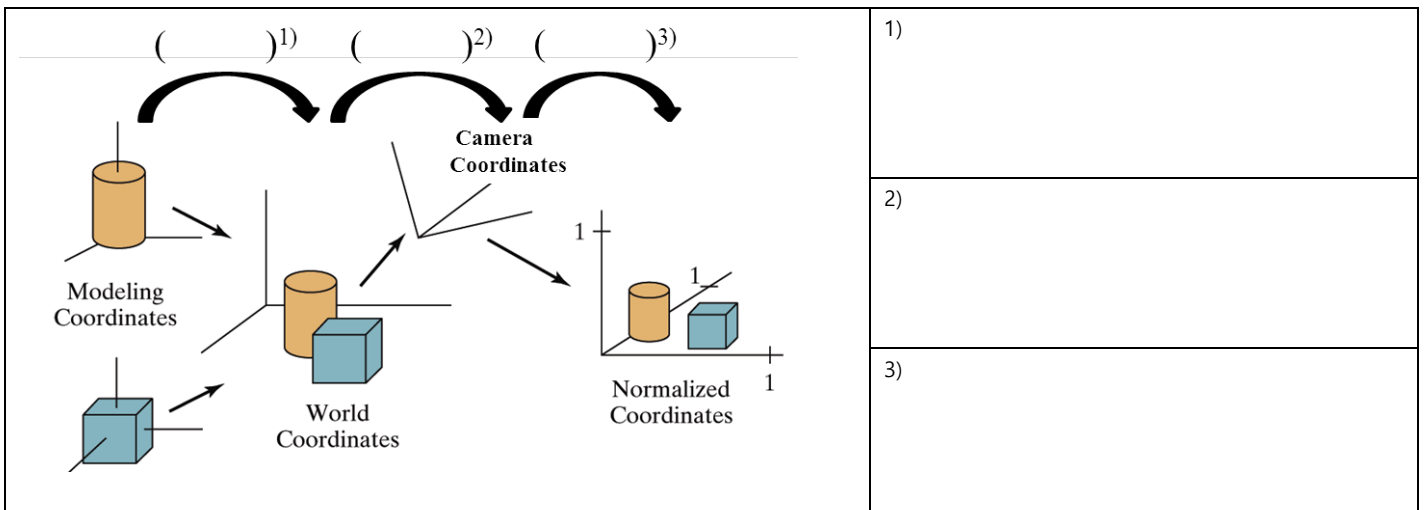 (          )1) (          )2) (          )3)
Camera
Coordinates
Modeling
Coordinates
World
Coordinates
1
1
1
Normalized
Coordinates
1)
2)
3)